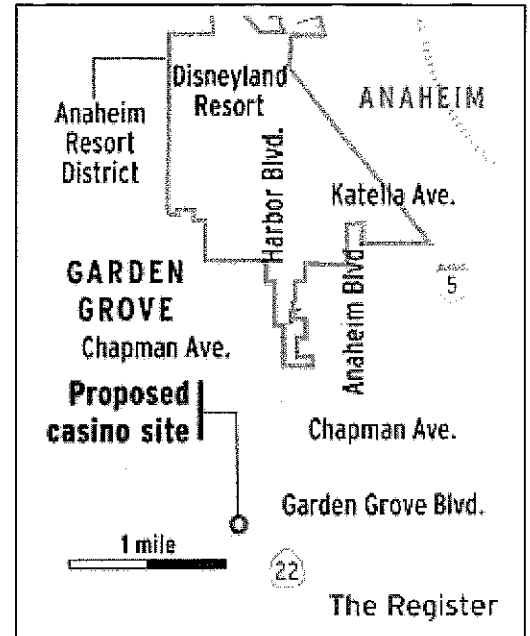 Disneyland
Resort
ANAHEIM
Anaheim
Resort
District
Harbor Blvd.
Katella Ave.
GARDEN
GROVE
5
Anaheim Blvd
Chapman Ave.
Proposed
casino site
Chapman Ave.
Garden Grove Blvd.
1 mile
22
The Register